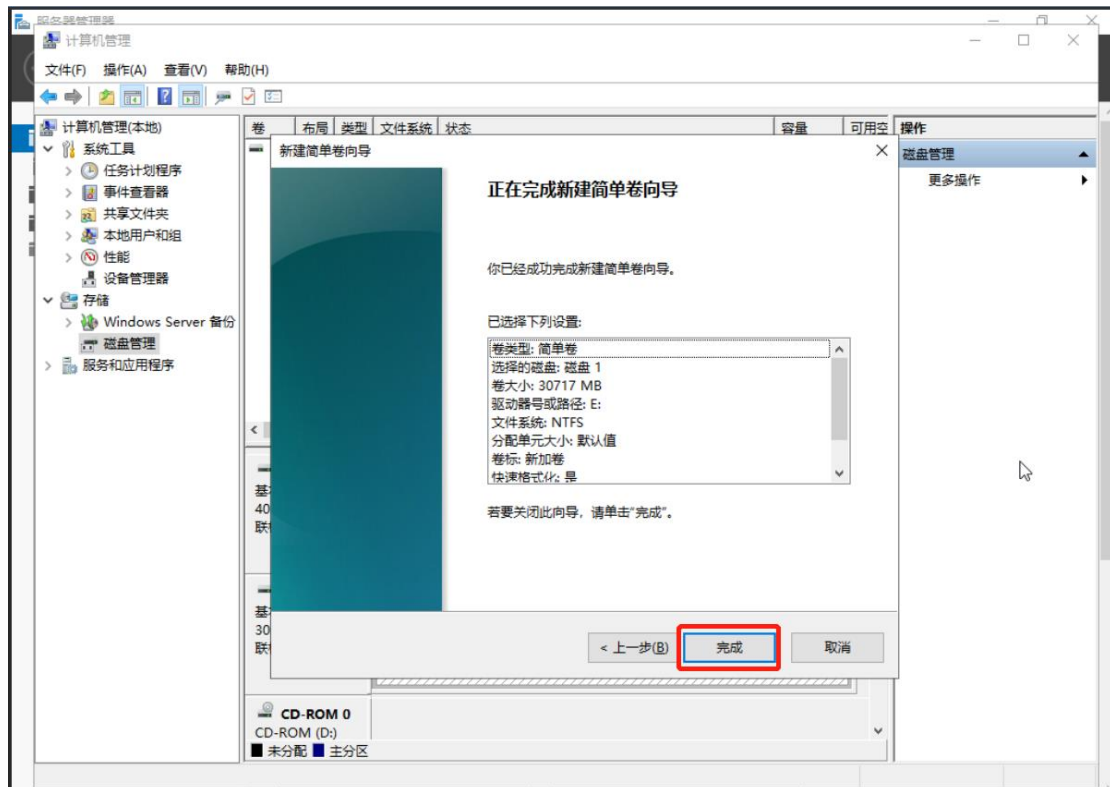 服务器管理器
计算机管理
文件(F) 操作(A) 查看(V) 帮助(H)
计算机管理(本地)
系统工具
任务计划程序
事件查看器
共享文件夹
本地用户和组
性能
设备管理器
存储
Windows Server 备份
磁盘管理
服务和应用程序
卷 布局 类型 文件系统 状态 容量 可用空
新建简单卷向导
正在完成新建简单卷向导
你已经成功完成新建简单卷向导。
已选择下列设置:
卷类型: 简单卷
选择的磁盘: 磁盘 1
卷大小: 30717 MB
驱动器号或路径: E:
文件系统: NTFS
分配单元大小: 默认值
卷标: 新加卷
快速格式化: 是
若要关闭此向导，请单击"完成"。
< 上一步(B) 完成 取消
基
40
联
基
30
联
CD-ROM 0
CD-ROM (D:)
未分配 主分区
操作
磁盘管理
更多操作